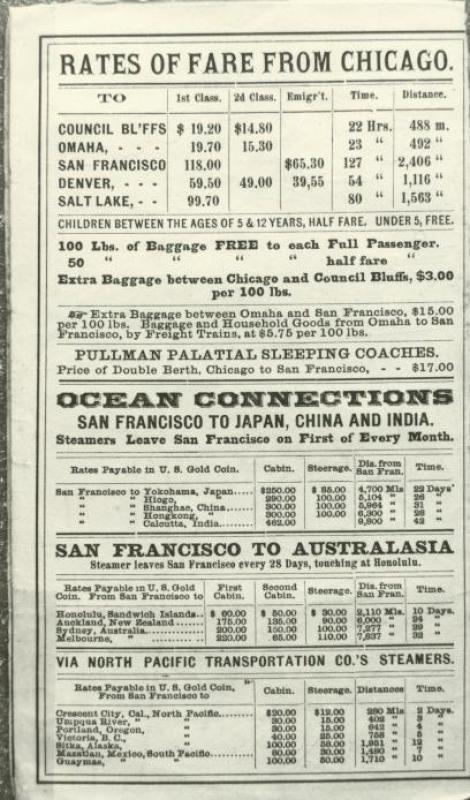 RATES OF FARE FROM CHICAGO.
TO 1st Class. 2d Class. Emigr't. Time. Distance.
COUNCIL BL'FFS $ 19.20 $14.80 22 Hrs. 488 m.
OMAHA, - - - 19.70 15.30 23 " 492 "
SAN FRANCISCO 118.00 $65.30 127 " 2,406 "
DENVER, - - - 59.50 49.00 39,55 54 " 1,116 "
SALT LAKE, - - 99.70 80 " 1,563 "
CHILDREN BETWEEN THE AGES OF 5 & 12 YEARS, HALF FARE. UNDER 5, FREE.
100 Lbs. of Baggage FREE to each Full Passenger.
50 " " " " half fare "
Extra Baggage between Chicago and Council Bluffs, $3.00
per 100 lbs.
☞ Extra Baggage between Omaha and San Francisco, $15.00
per 100 lbs. Baggage and Household Goods from Omaha to San
Francisco, by Freight Trains, at $5.75 per 100 lbs.
PULLMAN PALATIAL SLEEPING COACHES.
Price of Double Berth, Chicago to San Francisco, - - $17.00
OCEAN CONNECTIONS
SAN FRANCISCO TO JAPAN, CHINA AND INDIA.
Steamers Leave San Francisco on First of Every Month.
Rates Payable in U. S. Gold Coin. Cabin. Steerage. Dis. from San Fran. Time.
San Francisco to Yokohama, Japan.... $250.00 $ 85.00 4,700 Mls 22 Days
" " Hiogo, " 290.00 100.00 5,104 " 26 "
" " Shanghae, China...... 300.00 100.00 5,964 " 31 "
" " Hongkong, " 300.00 100.00 6,300 " 28 "
" " Calcutta, India....... 462.00 9,800 " 42 "
SAN FRANCISCO TO AUSTRALASIA
Steamer leaves San Francisco every 28 Days, touching at Honolulu.
Rates Payable in U. S. Gold Coin. From San Francisco to First Cabin. Second Cabin. Steerage. Dis. from San Fran. Time.
Honolulu, Sandwich Islands.. $ 60.00 $ 50.00 $ 30.00 2,110 Mls. 10 Days.
Auckland, New Zealand....... 175.00 135.00 90.00 6,000 " 24 "
Sydney, Australia............ 200.00 150.00 100.00 7,277 " 29 "
Melbourne, " 220.00 65.00 110.00 7,837 " 32 "
VIA NORTH PACIFIC TRANSPORTATION CO.'S STEAMERS.
Rates Payable in U. S. Gold Coin, From San Francisco to Cabin. Steerage. Distances Time.
Crescent City, Cal., North Pacific........ $20.00 $12.00 280 Mls 2 Days.
Umpqua River, " " 30.00 15.00 402 " 3 "
Portland, Oregon, " 30.00 15.00 642 " 4 "
Victoria, B. C., " 40.00 25.00 758 " 5 "
Sitka, Alaska, " 100.00 1,951 " 12 "
Mazatlan, Mexico, South Pacific........ 30.00 7 "
Guaymas, " " 100.00 50.00 1,710 " 10 "